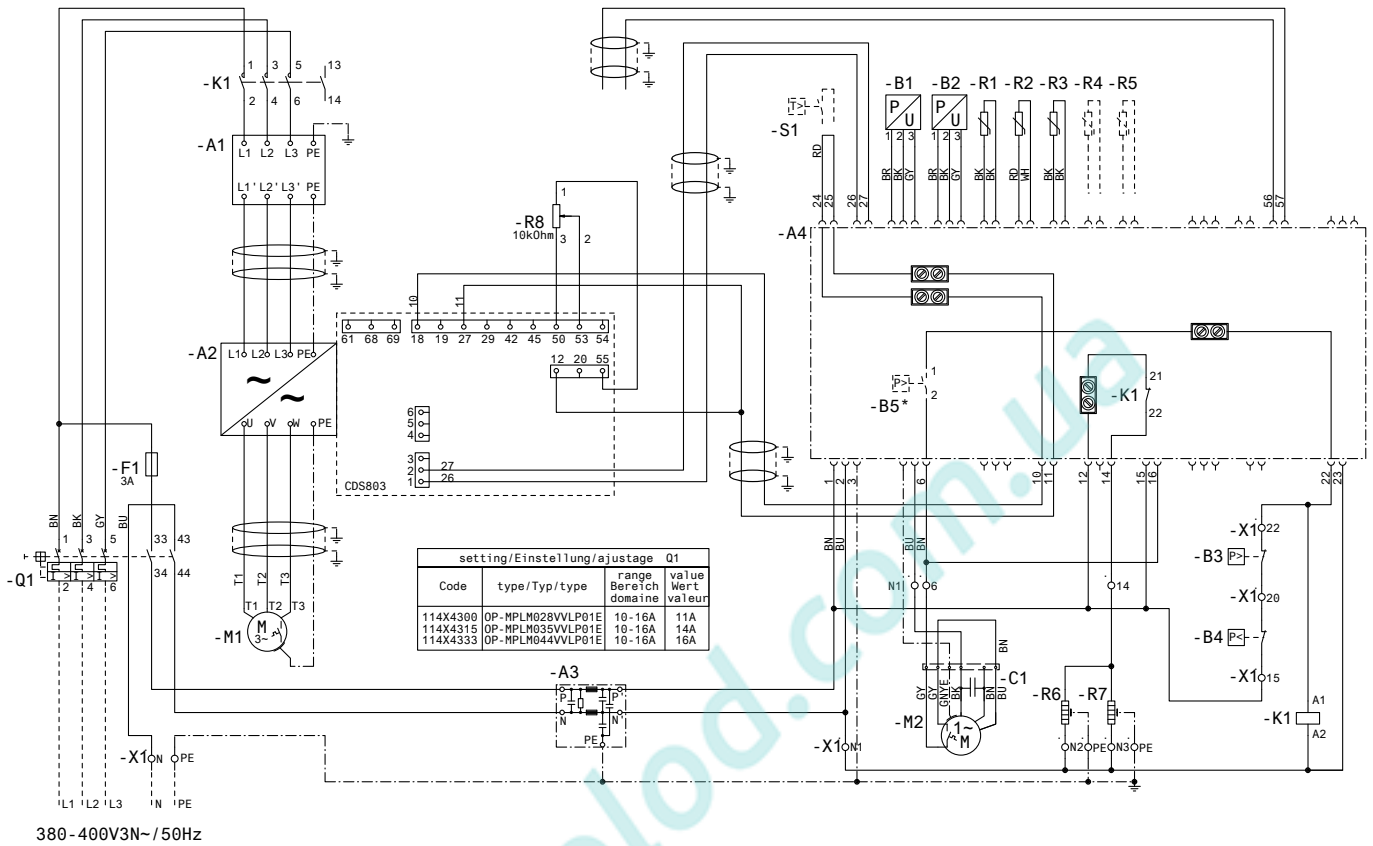 1 3 5 13
-K1
2 4 6 14
-A1
L1 L2 L3 PE
L1' L2' L3' PE
-A2
L1 L2 L3 PE
~
~
U V W PE
T1 T2 T3
T1 T2 T3
-M1
M
3~
-F1
3A
BN BK GY BU
1 3 5 33 43
-Q1
I> I> I>
2 4 6 34 44
-X1 N PE
L1 L2 L3 N PE
380-400V3N~/50Hz
1
-R8
10kOhm
3 2
10 11
61 68 69 18 19 27 29 42 45 50 53 54
12 20 55
6
5
4
3
2 27
1 26
CDS803
setting/Einstellung/ajustage Q1
Code type/Typ/type range Bereich domaine value Wert valeur
114X4300 OP-MPLM028VVLP01E 10-16A 11A
114X4315 OP-MPLM035VVLP01E 10-16A 14A
114X4333 OP-MPLM044VVLP01E 10-16A 16A
-A3
P P'
N N'
PE
-S1
T>
RD
24 25 26 27
-B1 -B2 -R1 -R2 -R3 -R4 -R5
P U P U
1 2 3 1 2 3
BR BK GY BR BK GY BK BK RD WH BK BK
56 57
-A4
P>
1
2
-B5*
-K1
21
22
1 2 3 6 10 11 12 14 15 16 22 23
BN BU BU BN
N1 6 14
-X1 22
-B3 P>
-X1 20
-B4 P<
-X1 15
BN
-C1
GY GY GNYE BK BN BU
-M2
1~
M
-X1 N1
-R6 -R7
N2 PE N3 PE
A1
-K1
A2
olod.com.ua